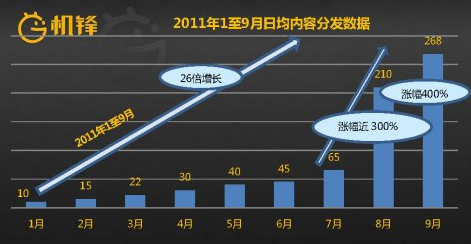 机锋
2011年1至9月日均内容分发数据
268
26倍增长
210
涨幅400%
2011年1至9月
涨幅近 300%
10 15 22 30 40 45 65
1月 2月 3月 4月 5月 6月 7月 8月 9月